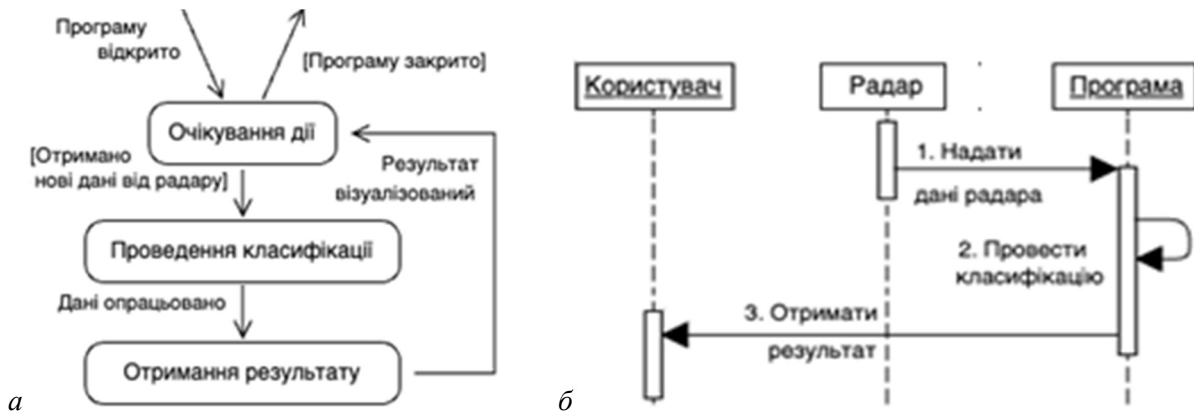 Програму
відкрито
[Програму закрито]
Очікування дії
[Отримано
нові дані від радару]
Результат
візуалізований
Проведення класифікації
Дані опрацьовано
Отримання результату
а
Користувач
Радар
Програма
1. Надати
дані радара
2. Провести
класифікацію
3. Отримати
результат
б